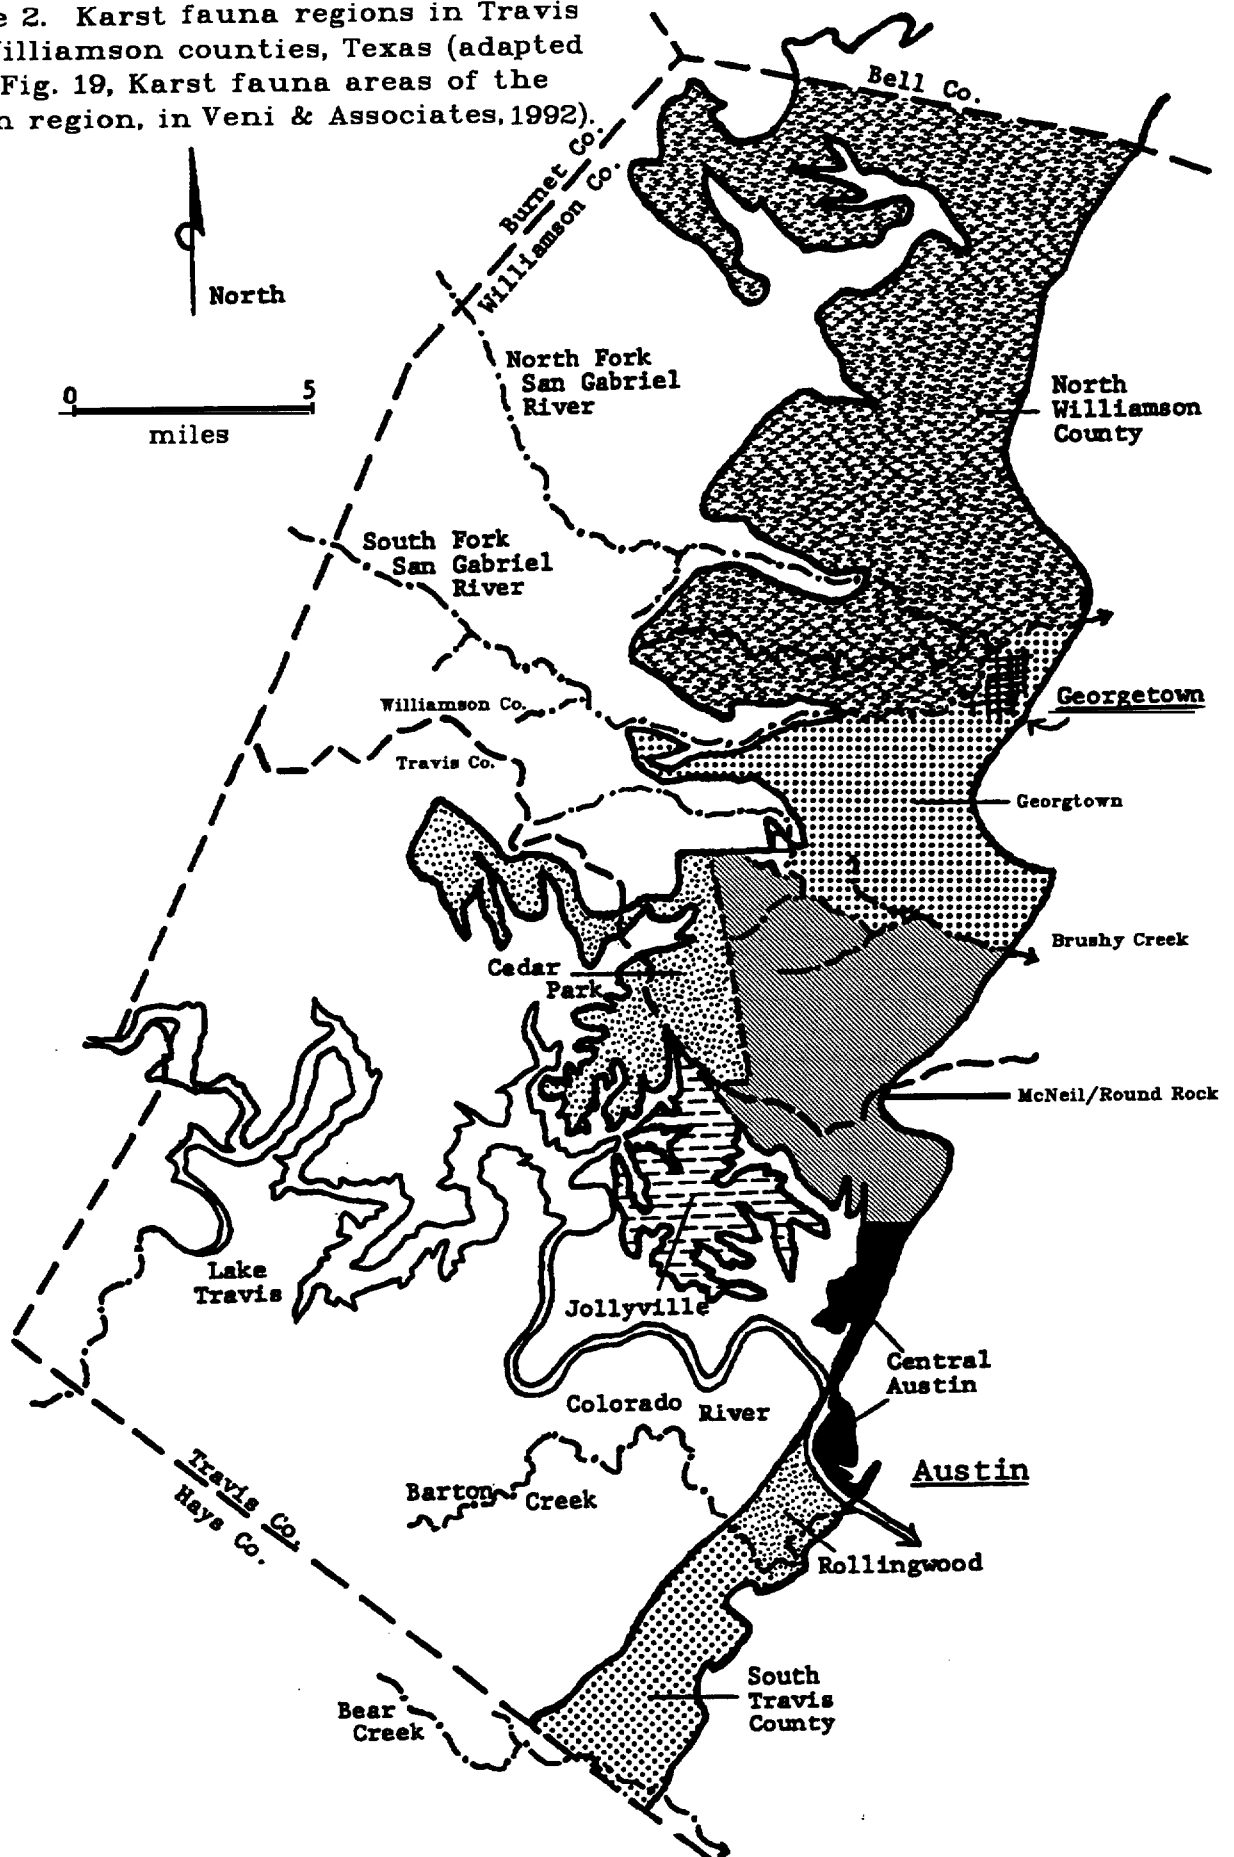 e 2. Karst fauna regions in Travis
illiamson counties, Texas (adapted
Fig. 19, Karst fauna areas of the
n region, in Veni & Associates, 1992).
Bell Co.
Burnet Co.
Williamson Co.
North
0 5
miles
North Fork
San Gabriel
River
North
Williamson
County
South Fork
San Gabriel
River
Georgetown
Williamson Co.
Travis Co.
Georgtown
Brushy Creek
Cedar
Park
McNeil/Round Rock
Lake
Travis
Jollyville
Central
Austin
Colorado River
Austin
Barton Creek
Travis Co.
Hays Co.
Rollingwood
South
Travis
County
Bear
Creek